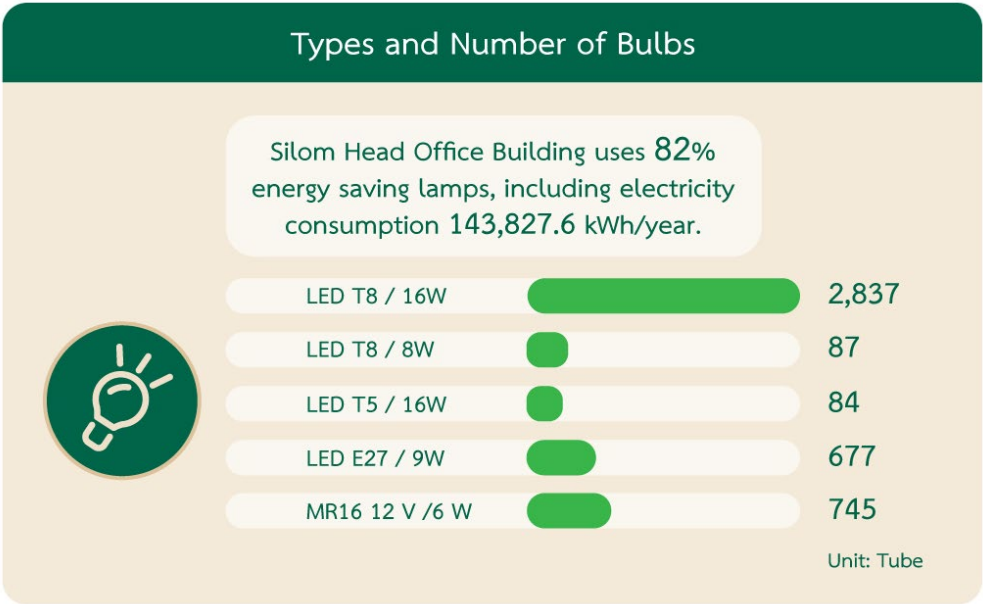 Types and Number of Bulbs
Silom Head Office Building uses 82%
energy saving lamps, including electricity
consumption 143,827.6 kWh/year.
LED T8 / 16W 2,837
LED T8 / 8W 87
LED T5 / 16W 84
LED E27 / 9W 677
MR16 12 V /6 W 745
Unit: Tube